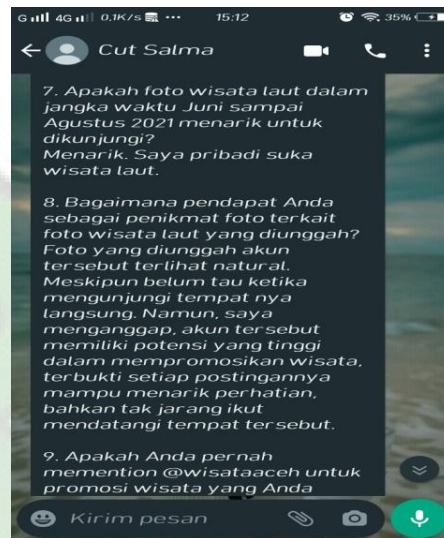 G 4G 0,1K/s ••• 15:12 35%
Cut Salma
7. Apakah foto wisata laut dalam
jangka waktu Juni sampai
Agustus 2021 menarik untuk
dikunjungi?
Menarik. Saya pribadi suka
wisata laut.
8. Bagaimana pendapat Anda
sebagai penikmat foto terkait
foto wisata laut yang diunggah?
Foto yang diunggah akun
tersebut terlihat natural.
Meskipun belum tau ketika
mengunjungi tempat nya
langsung. Namun, saya
menganggap, akun tersebut
memiliki potensi yang tinggi
dalam mempromosikan wisata,
terbukti setiap postingannya
mampu menarik perhatian,
bahkan tak jarang ikut
mendatangi tempat tersebut.
9. Apakah Anda pernah
memention @wisataaceh untuk
promosi wisata yang Anda
Kirim pesan